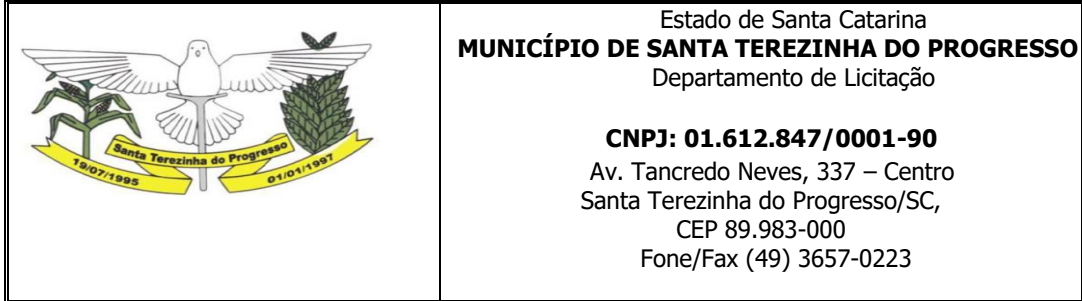 19/07/1995
Santa Terezinha do Progresso
01/01/1997
Estado de Santa Catarina
MUNICÍPIO DE SANTA TEREZINHA DO PROGRESSO
Departamento de Licitação
CNPJ: 01.612.847/0001-90
Av. Tancredo Neves, 337 – Centro
Santa Terezinha do Progresso/SC,
CEP 89.983-000
Fone/Fax (49) 3657-0223